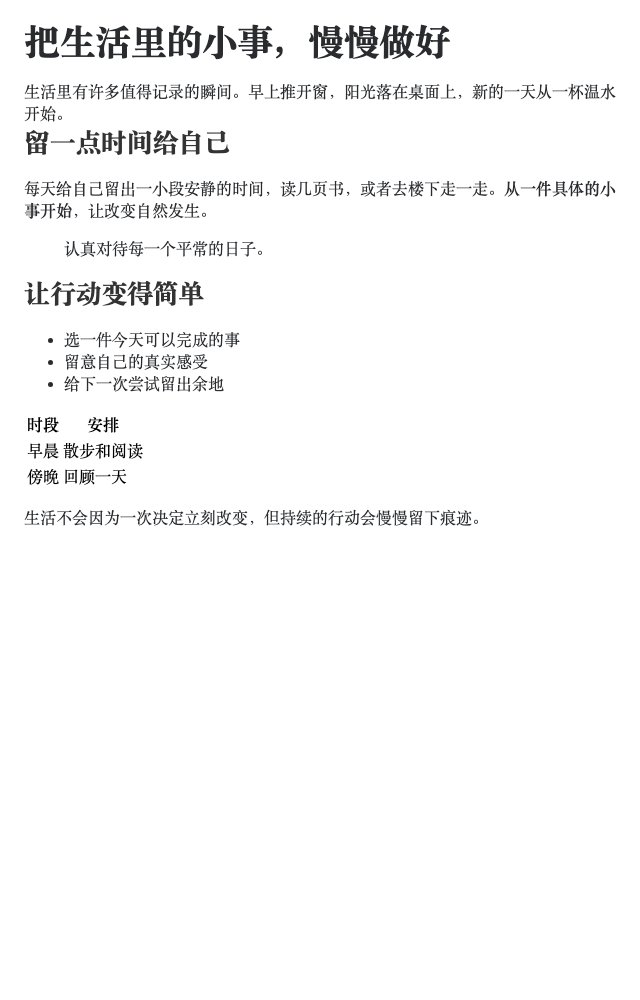 把生活里的小事，慢慢做好
生活里有许多值得记录的瞬间。早上推开窗，阳光落在桌面上，新的一天从一杯温水
开始。
留一点时间给自己
每天给自己留出一小段安静的时间，读几页书，或者去楼下走一走。从一件具体的小
事开始，让改变自然发生。
认真对待每一个平常的日子。
让行动变得简单
• 选一件今天可以完成的事
• 留意自己的真实感受
• 给下一次尝试留出余地
时段 安排
早晨 散步和阅读
傍晚 回顾一天
生活不会因为一次决定立刻改变，但持续的行动会慢慢留下痕迹。